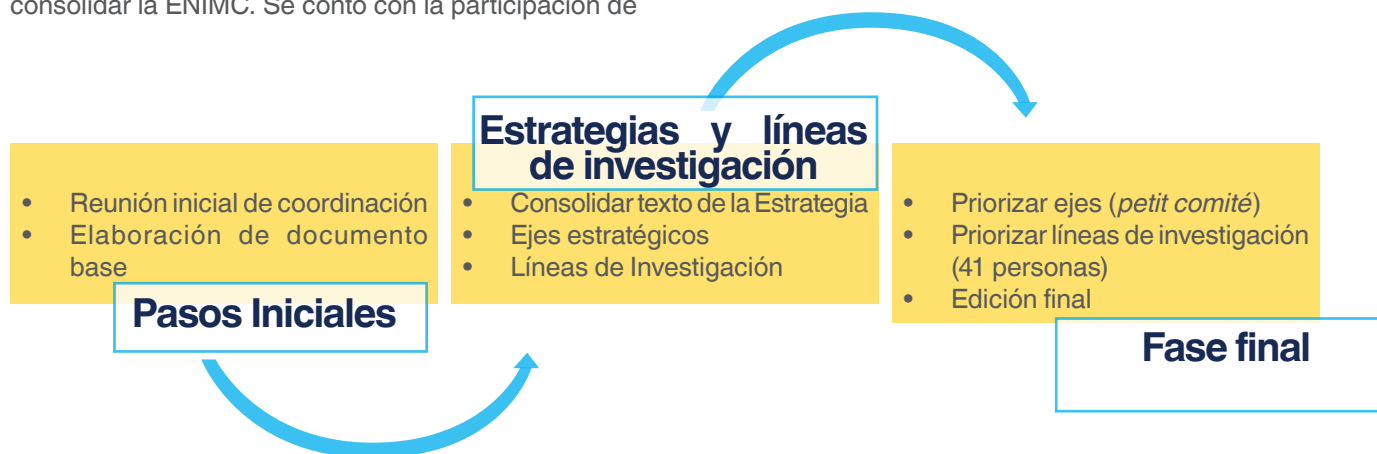 consolidar la ENIMC. Se contó con la participación de
• Reunión inicial de coordinación
• Elaboración de documento
base
Pasos Iniciales
Estrategias y líneas
de investigación
• Consolidar texto de la Estrategia
• Ejes estratégicos
• Líneas de Investigación
• Priorizar ejes (petit comité)
• Priorizar líneas de investigación
(41 personas)
• Edición final
Fase final